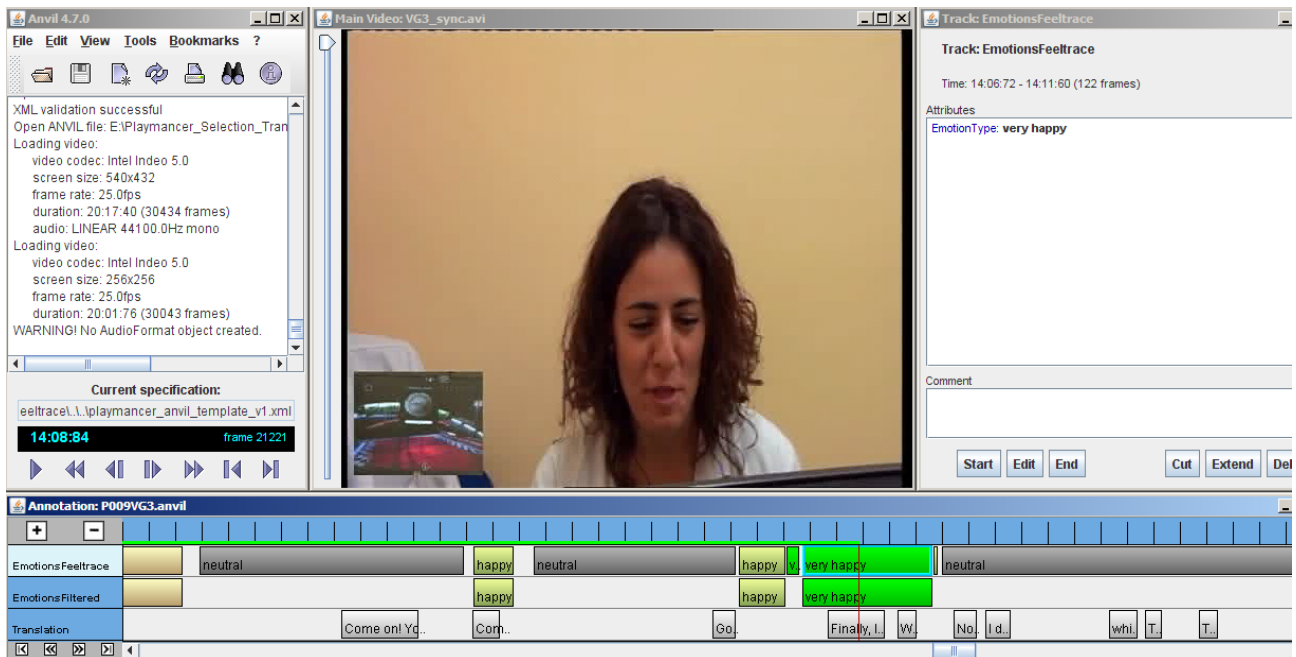 Anvil 4.7.0
File Edit View Tools Bookmarks ?
XML validation successful
Open ANVIL file: E:\Playmancer_Selection_Tran
Loading video:
video codec: Intel Indeo 5.0
screen size: 540x432
frame rate: 25.0fps
duration: 20:17:40 (30434 frames)
audio: LINEAR 44100.0Hz mono
Loading video:
video codec: Intel Indeo 5.0
screen size: 256x256
frame rate: 25.0fps
duration: 20:01:76 (30043 frames)
WARNING! No AudioFormat object created.
Current specification:
eeltrace\..\..\playmancer_anvil_template_v1.xml
14:08:84 frame 21221
Main Video: VG3_sync.avi
Track: EmotionsFeeltrace
Track: EmotionsFeeltrace
Time: 14:06:72 - 14:11:60 (122 frames)
Attributes
EmotionType: very happy
Comment
Start Edit End Cut Extend Del
Annotation: P009VG3.anvil
+ -
EmotionsFeeltrace neutral happy neutral happy v.. very happy neutral
EmotionsFiltered happy happy very happy
Translation Come on! Yo.. Com.. Go.. Finally, I.. W.. No.. I d.. whi.. T.. T..